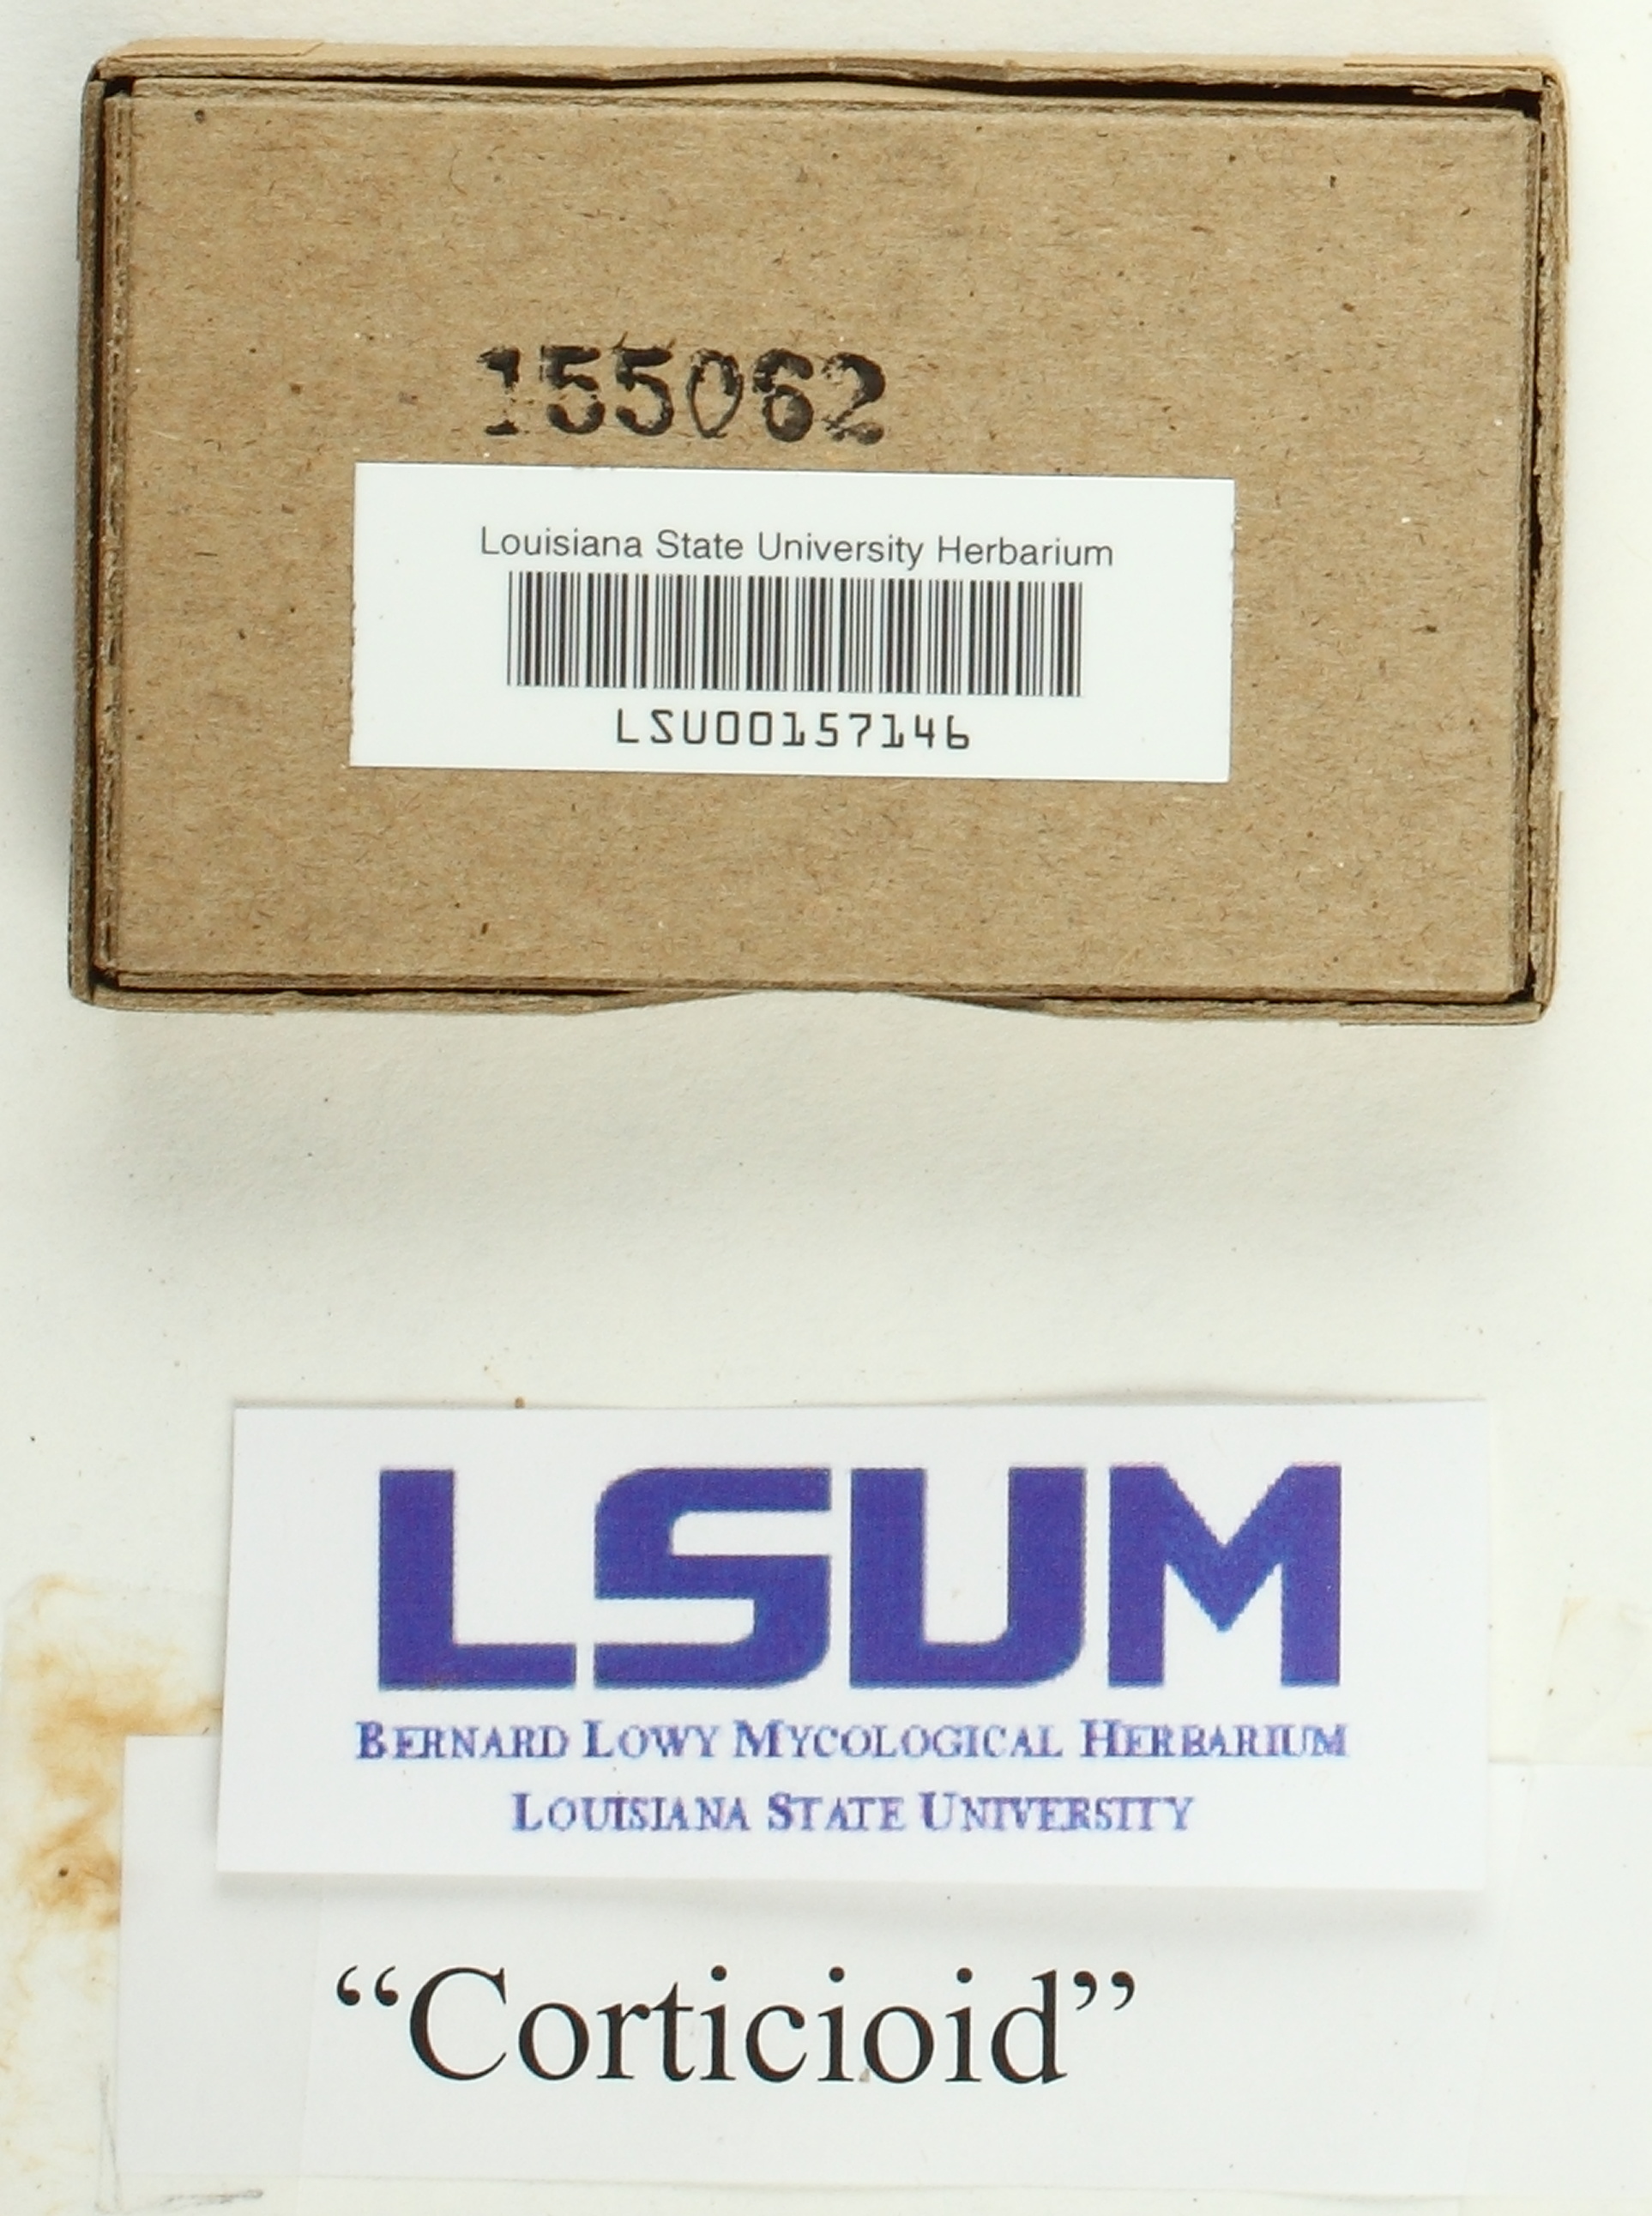 155062
Louisiana State University Herbarium
LSU00157146
LSUM
BERNARD LOWY MYCOLOGICAL HERBARIUM
LOUISIANA STATE UNIVERSITY
“Corticioid”